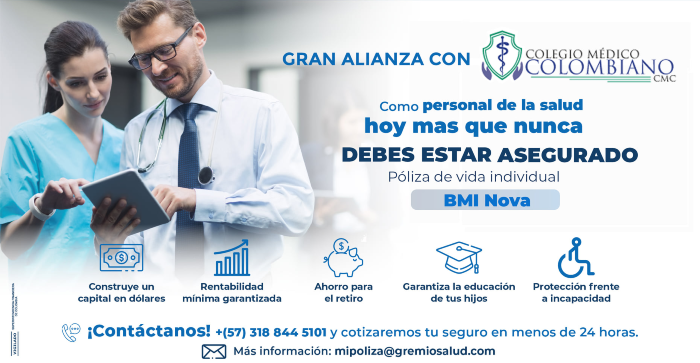 GRAN ALIANZA CON
COLEGIO MÉDICO
COLOMBIANO
CMC
Como personal de la salud
hoy mas que nunca
DEBES ESTAR ASEGURADO
Póliza de vida individual
BMI Nova
Construye un
capital en dólares
Rentabilidad
mínima garantizada
Ahorro para
el retiro
Garantiza la educación
de tus hijos
Protección frente
a incapacidad
¡Contáctanos! +(57) 318 844 5101 y cotizaremos tu seguro en menos de 24 horas.
Más información: mipoliza@gremiosalud.com
VIGILADO